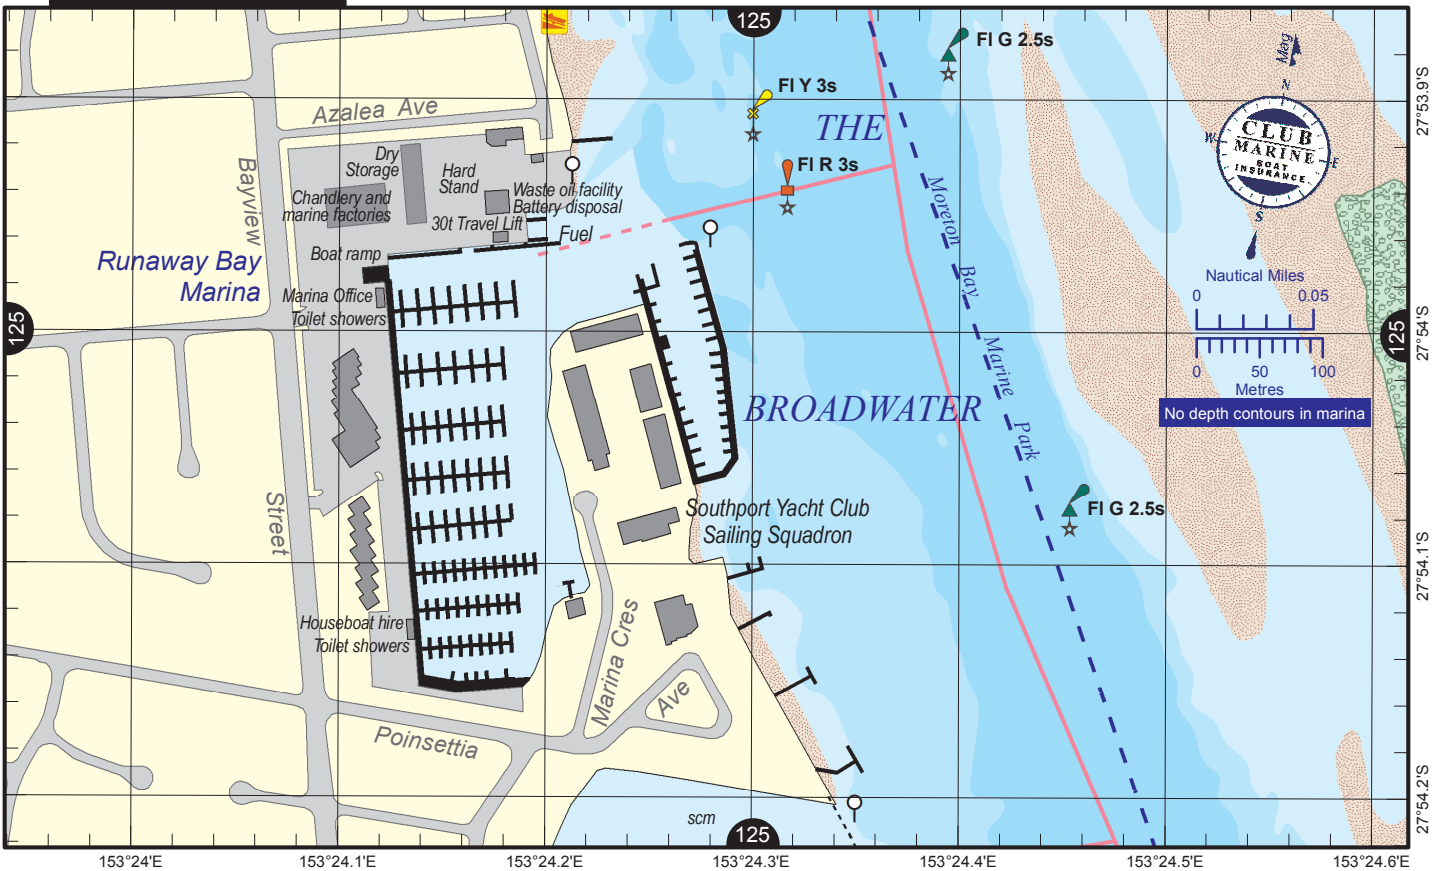 125
Fl G 2.5s
Fl Y 3s
THE
Mag
N
W
CLUB
MARINE
BOAT
INSURANCE
E
S
27°53.9'S
Azalea Ave
Dry
Storage
Hard
Stand
Fl R 3s
Bayview
Chandlery and
marine factories
Waste oil facility
Battery disposal
30t Travel Lift
Fuel
Moreton
Bay
Marine
Park
Boat ramp
Runaway Bay
Marina
Marina Office
Toilet showers
Nautical Miles
0
0.05
125
125
27°54'S
0
50
100
Metres
No depth contours in marina
BROADWATER
Street
Southport Yacht Club
Sailing Squadron
Fl G 2.5s
27°54.1'S
Houseboat hire
Toilet showers
Marina Cres
Ave
Poinsettia
scm
125
27°54.2'S
153°24'E
153°24.1'E
153°24.2'E
153°24.3'E
153°24.4'E
153°24.5'E
153°24.6'E